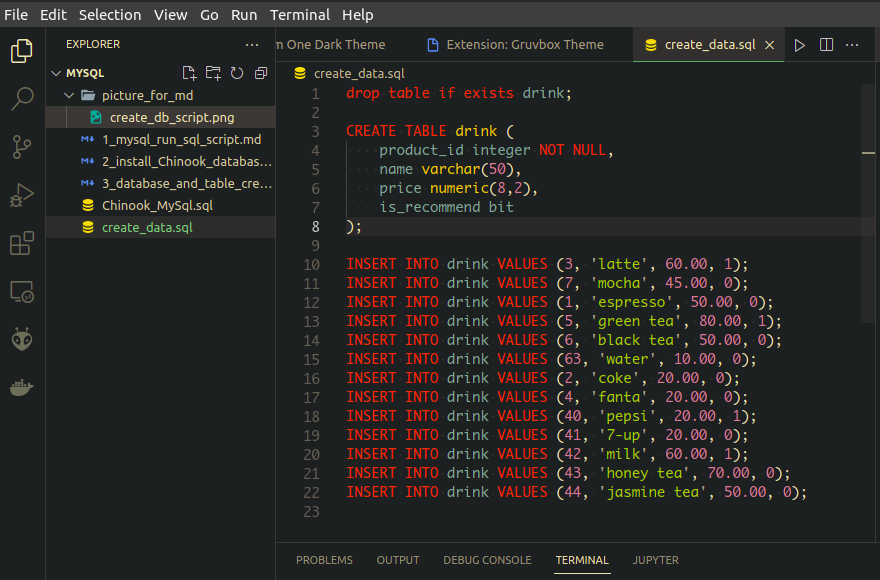 File Edit Selection View Go Run Terminal Help
EXPLORER ...
m One Dark Theme
Extension: Gruvbox Theme
create_data.sql
MYSQL
picture_for_md
create_db_script.png
1_mysql_run_sql_script.md
2_install_Chinook_databas...
3_database_and_table_cre...
Chinook_MySql.sql
create_data.sql
create_data.sql
1 drop table if exists drink;
2
3 CREATE TABLE drink (
4 product_id integer NOT NULL,
5 name varchar(50),
6 price numeric(8,2),
7 is_recommend bit
8 );
9
10 INSERT INTO drink VALUES (3, 'latte', 60.00, 1);
11 INSERT INTO drink VALUES (7, 'mocha', 45.00, 0);
12 INSERT INTO drink VALUES (1, 'espresso', 50.00, 0);
13 INSERT INTO drink VALUES (5, 'green tea', 80.00, 1);
14 INSERT INTO drink VALUES (6, 'black tea', 50.00, 0);
15 INSERT INTO drink VALUES (63, 'water', 10.00, 0);
16 INSERT INTO drink VALUES (2, 'coke', 20.00, 0);
17 INSERT INTO drink VALUES (4, 'fanta', 20.00, 0);
18 INSERT INTO drink VALUES (40, 'pepsi', 20.00, 1);
19 INSERT INTO drink VALUES (41, '7-up', 20.00, 0);
20 INSERT INTO drink VALUES (42, 'milk', 60.00, 1);
21 INSERT INTO drink VALUES (43, 'honey tea', 70.00, 0);
22 INSERT INTO drink VALUES (44, 'jasmine tea', 50.00, 0);
23
PROBLEMS OUTPUT DEBUG CONSOLE TERMINAL JUPYTER